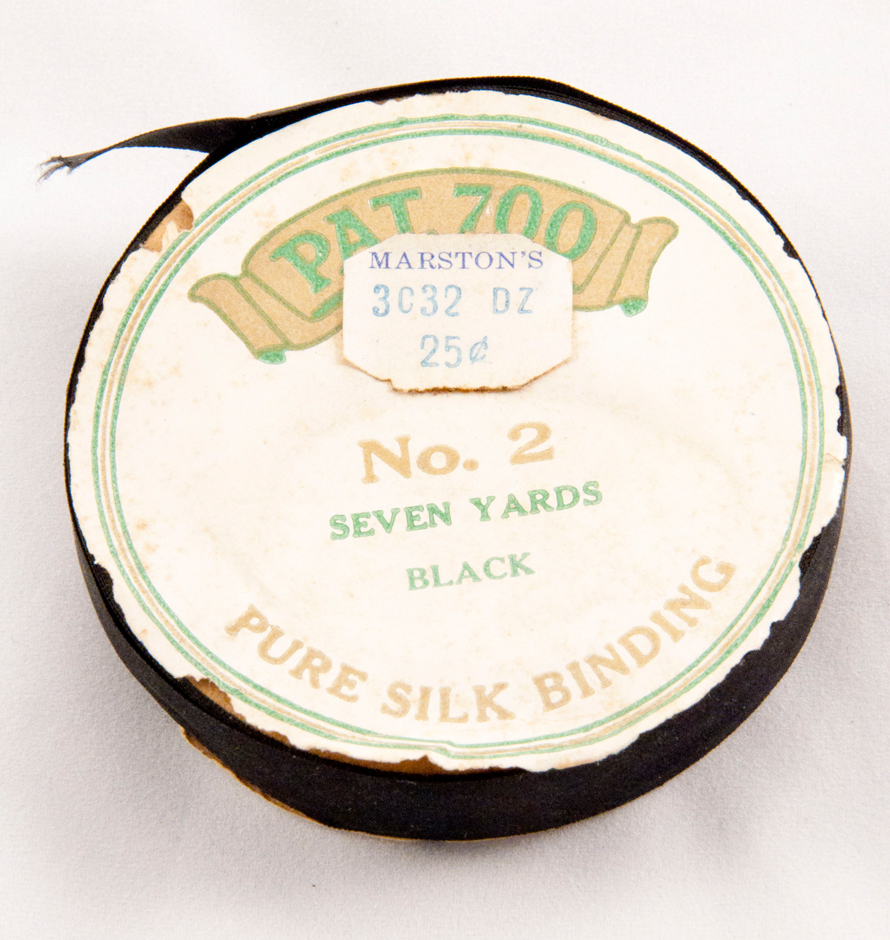 PAT. 700
MARSTON'S
3C32 DZ
25¢
No. 2
SEVEN YARDS
BLACK
PURE SILK BINDING